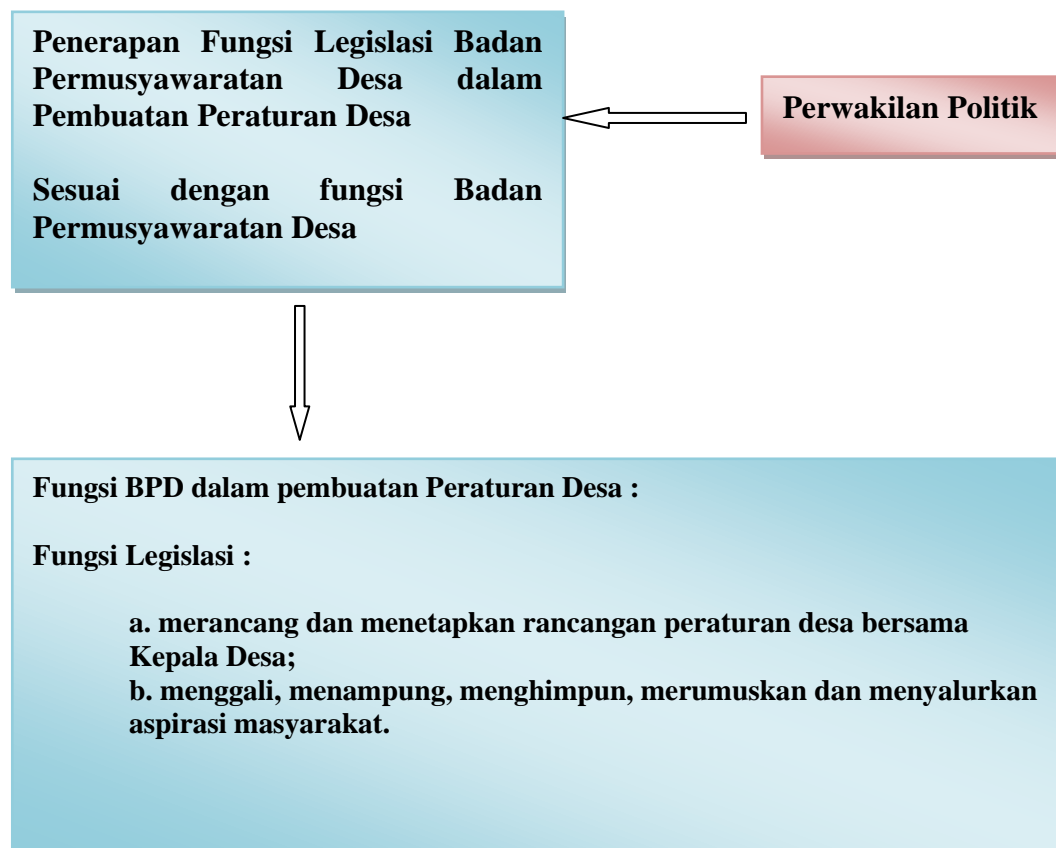 Penerapan Fungsi Legislasi Badan
Permusyawaratan Desa dalam
Pembuatan Peraturan Desa
Sesuai dengan fungsi Badan
Permusyawaratan Desa
Perwakilan Politik
Fungsi BPD dalam pembuatan Peraturan Desa :
Fungsi Legislasi :
a. merancang dan menetapkan rancangan peraturan desa bersama
Kepala Desa;
b. menggali, menampung, menghimpun, merumuskan dan menyalurkan
aspirasi masyarakat.